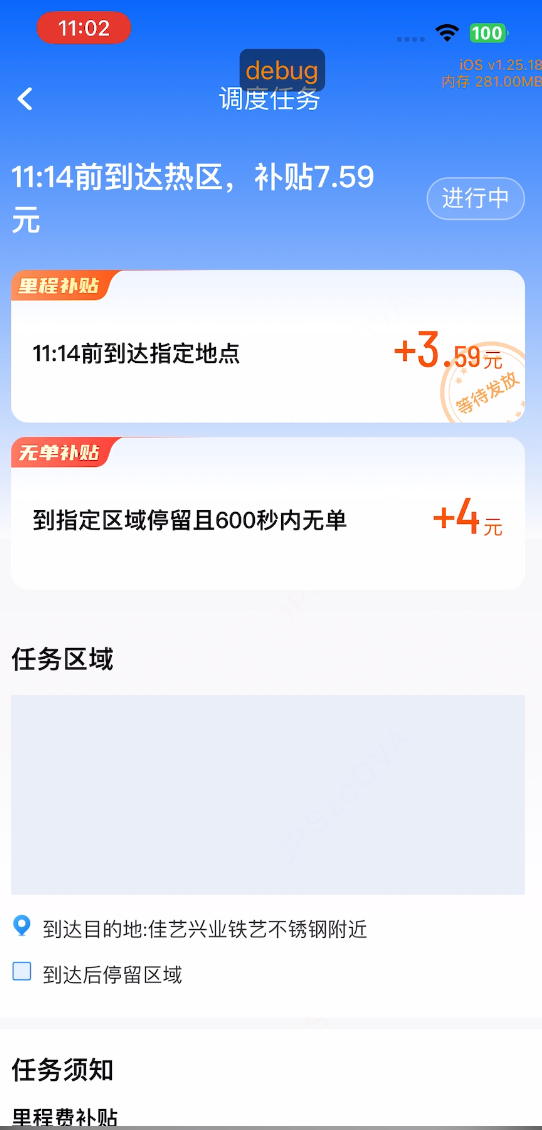 11:02
100
debug
iOS v1.25.18
内存 281.00MB
调度任务
11:14前到达热区，补贴7.59
元
进行中
里程补贴
11:14前到达指定地点
+3.59元
等待发放
无单补贴
到指定区域停留且600秒内无单
+4元
任务区域
到达目的地:佳艺兴业铁艺不锈钢附近
到达后停留区域
任务须知
里程费补贴